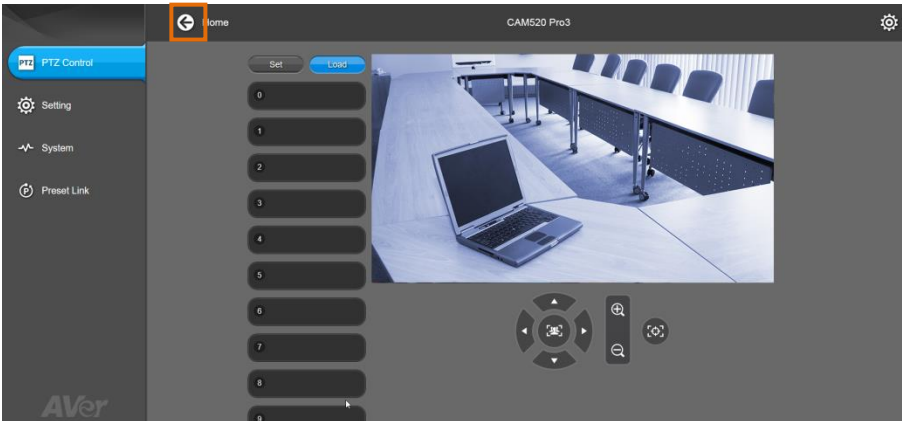 Home
CAM520 Pro3
PTZ PTZ Control
Setting
System
P Preset Link
Set
Load
0
1
2
3
4
5
6
7
8
9
AVer